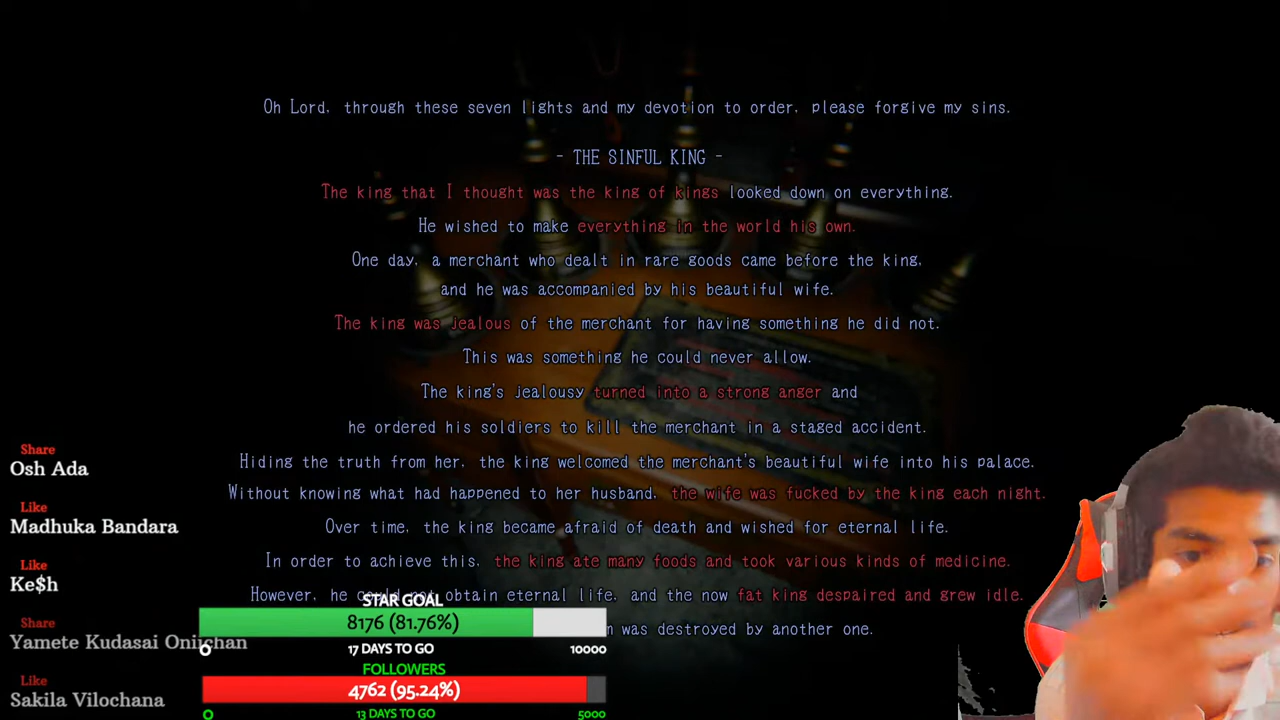 Oh Lord, through these seven lights and my devotion to order, please forgive my sins.
- THE SINFUL KING -
The king that I thought was the king of kings looked down on everything.
He wished to make everything in the world his own.
One day, a merchant who dealt in rare goods came before the king,
and he was accompanied by his beautiful wife.
The king was jealous of the merchant for having something he did not.
This was something he could never allow.
The king's jealousy turned into a strong anger and
he ordered his soldiers to kill the merchant in a staged accident.
Hiding the truth from her, the king welcomed the merchant's beautiful wife into his palace.
Without knowing what had happened to her husband, the wife was fucked by the king each night.
Over time, the king became afraid of death and wished for eternal life.
In order to achieve this, the king ate many foods and took various kinds of medicine.
However, he could not obtain eternal life, and the now fat king despaired and grew idle.
was destroyed by another one.
Share
Osh Ada
Like
Madhuka Bandara
Like
Ke$h
Share
Yamete Kudasai Oniichan
Like
Sakila Vilochana
STAR GOAL
8176 (81.76%)
0 17 DAYS TO GO 10000
FOLLOWERS
4762 (95.24%)
0 13 DAYS TO GO 5000